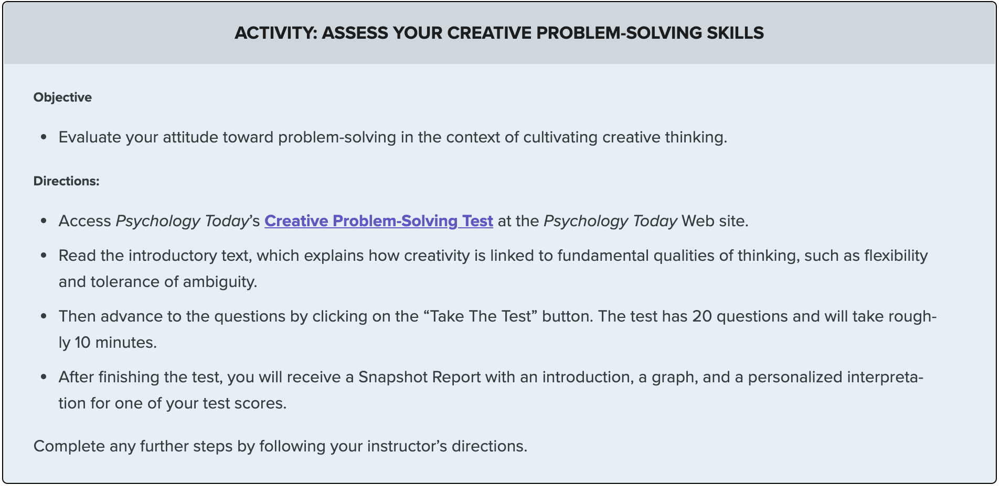 ACTIVITY: ASSESS YOUR CREATIVE PROBLEM-SOLVING SKILLS
Objective
• Evaluate your attitude toward problem-solving in the context of cultivating creative thinking.
Directions:
• Access Psychology Today’s Creative Problem-Solving Test at the Psychology Today Web site.
• Read the introductory text, which explains how creativity is linked to fundamental qualities of thinking, such as flexibility
and tolerance of ambiguity.
• Then advance to the questions by clicking on the “Take The Test” button. The test has 20 questions and will take rough-
ly 10 minutes.
• After finishing the test, you will receive a Snapshot Report with an introduction, a graph, and a personalized interpreta-
tion for one of your test scores.
Complete any further steps by following your instructor’s directions.